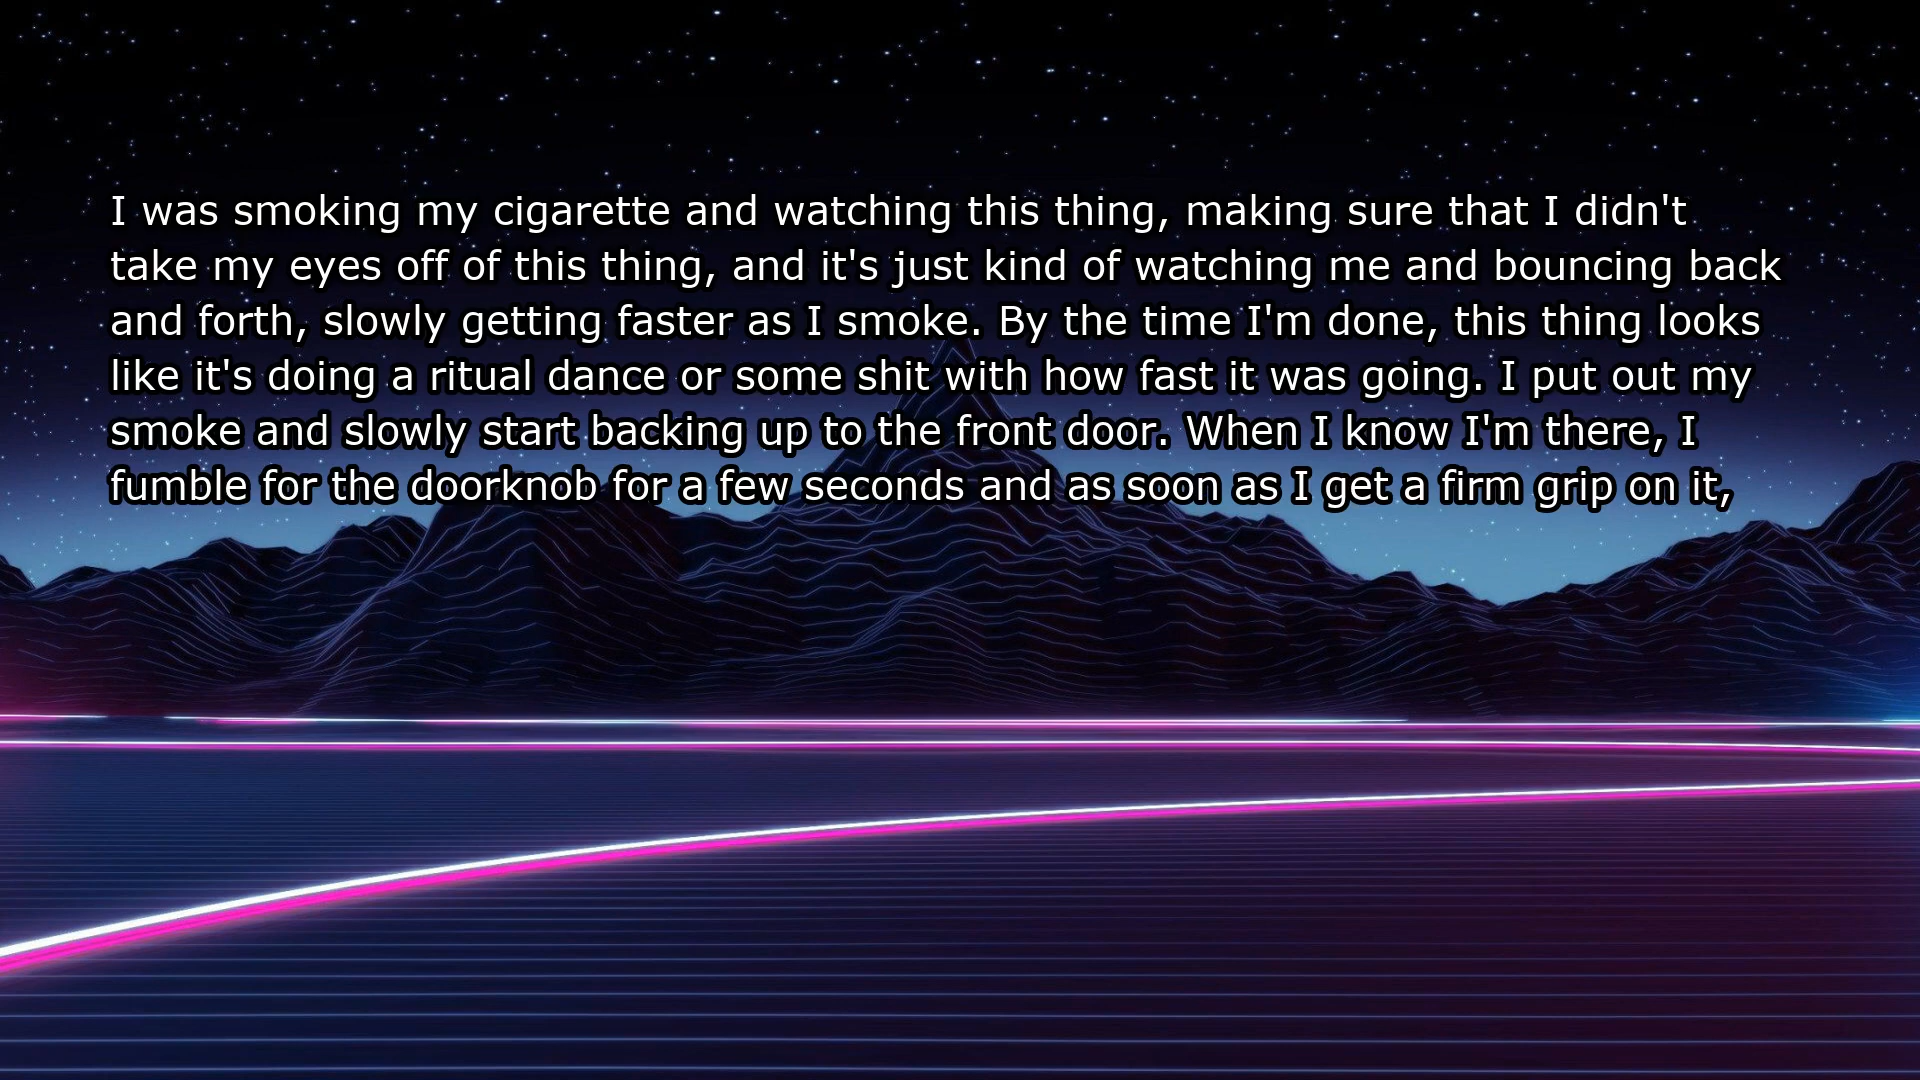 I was smoking my cigarette and watching this thing, making sure that I didn't
take my eyes off of this thing, and it's just kind of watching me and bouncing back
and forth, slowly getting faster as I smoke. By the time I'm done, this thing looks
like it's doing a ritual dance or some shit with how fast it was going. I put out my
smoke and slowly start backing up to the front door. When I know I'm there, I
fumble for the doorknob for a few seconds and as soon as I get a firm grip on it,